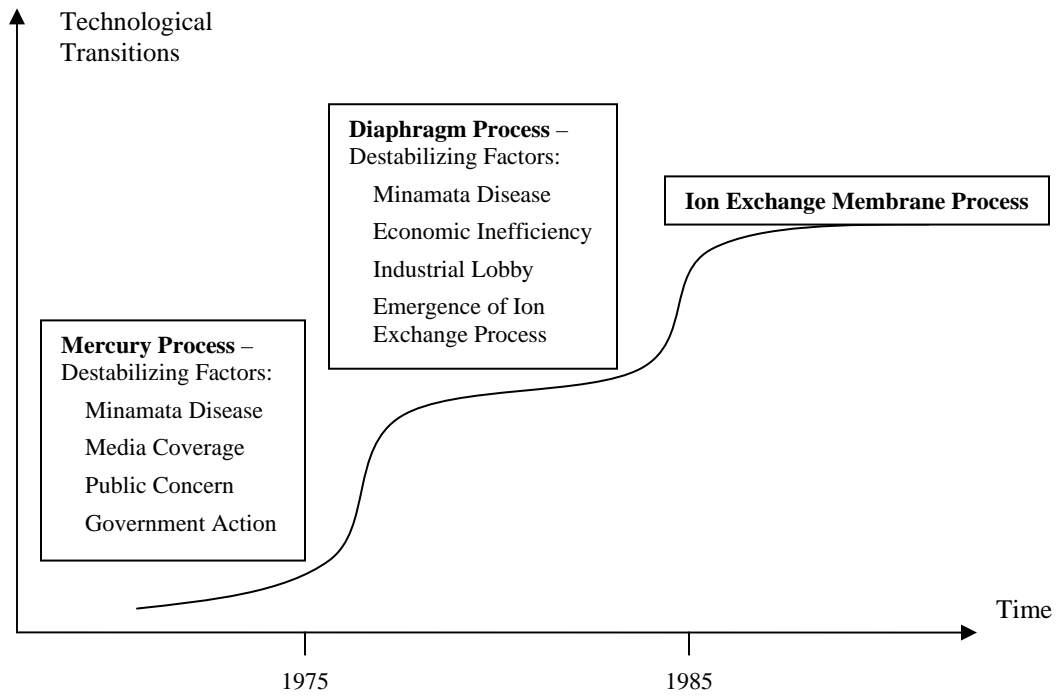 Technological
Transitions
Diaphragm Process –
Destabilizing Factors:
Minamata Disease
Economic Inefficiency
Industrial Lobby
Emergence of Ion
Exchange Process
Ion Exchange Membrane Process
Mercury Process –
Destabilizing Factors:
Minamata Disease
Media Coverage
Public Concern
Government Action
Time
1975
1985